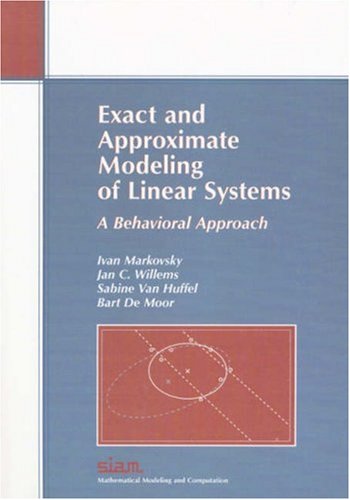 Exact and
Approximate
Modeling
of Linear Systems
A Behavioral Approach
Ivan Markovsky
Jan C. Willems
Sabine Van Huffel
Bart De Moor
siam
Mathematical Modeling and Computation